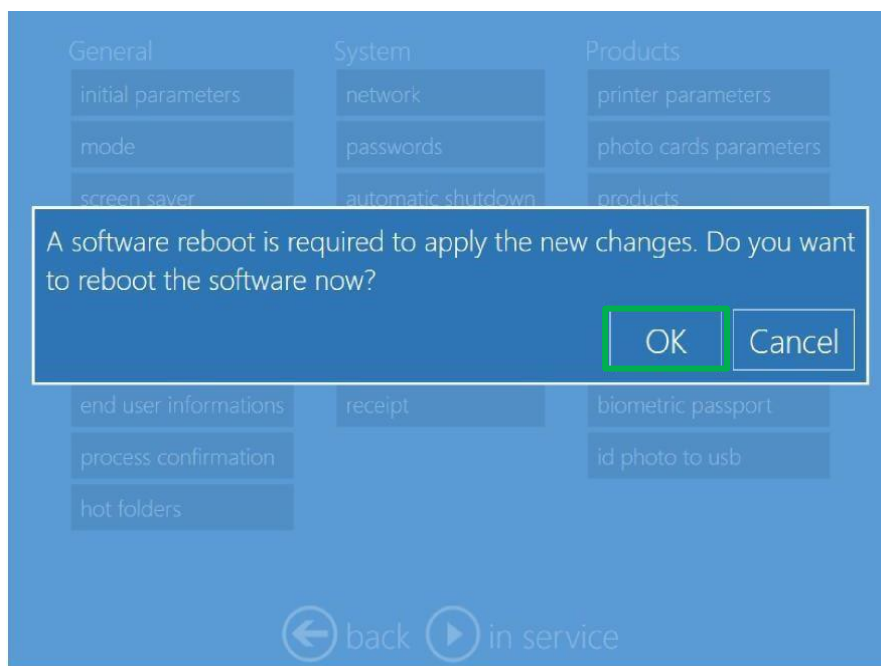 General
System
Products
initial parameters
network
printer parameters
mode
passwords
photo cards parameters
screen saver
automatic shutdown
products
A software reboot is required to apply the new changes. Do you want
to reboot the software now?
OK
Cancel
end user informations
receipt
biometric passport
process confirmation
id photo to usb
hot folders
back
in service